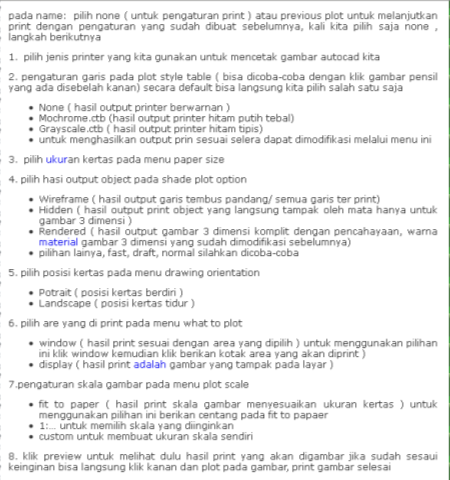 pada name: pilih none ( untuk pengaturan print ) atau previous plot untuk melanjutkan
print dengan pengaturan yang sudah dibuat sebelumnya, kali kita pilih saja none ,
langkah berikutnya
1. pilih jenis printer yang kita gunakan untuk mencetak gambar autocad kita
2. pengaturan garis pada plot style table ( bisa dicoba-coba dengan klik gambar pensil
yang ada disebelah kanan) secara default bisa langsung kita pilih salah satu saja
• None ( hasil output printer berwarnan )
• Mochrome.ctb (hasil output printer hitam putih tebal)
• Grayscale.ctb ( hasil output printer hitam tipis)
• untuk menghasilkan output prin sesuai selera dapat dimodifikasi melalui menu ini
3. pilih ukuran kertas pada menu paper size
4. pilih hasi output object pada shade plot option
• Wireframe ( hasil output garis tembus pandang/ semua garis ter print)
• Hidden ( hasil output print object yang langsung tampak oleh mata hanya untuk
gambar 3 dimensi )
• Rendered ( hasil output gambar 3 dimensi komplit dengan pencahayaan, warna
material gambar 3 dimensi yang sudah dimodifikasi sebelumnya)
• pilihan lainya, fast, draft, normal silahkan dicoba-coba
5. pilih posisi kertas pada menu drawing orientation
• Potrait ( posisi kertas berdiri )
• Landscape ( posisi kertas tidur )
6. pilih are yang di print pada menu what to plot
• window ( hasil print sesuai dengan area yang dipilih ) untuk menggunakan pilihan
ini klik window kemudian klik berikan kotak area yang akan diprint )
• display ( hasil print adalah gambar yang tampak pada layar )
7.pengaturan skala gambar pada menu plot scale
• fit to paper ( hasil print skala gambar menyesuaikan ukuran kertas ) untuk
menggunakan pilihan ini berikan centang pada fit to papaer
• 1:... untuk memilih skala yang diinginkan
• custom untuk membuat ukuran skala sendiri
8. klik preview untuk melihat dulu hasil print yang akan digambar jika sudah sesaui
keinginan bisa langsung klik kanan dan plot pada gambar, print gambar selesai